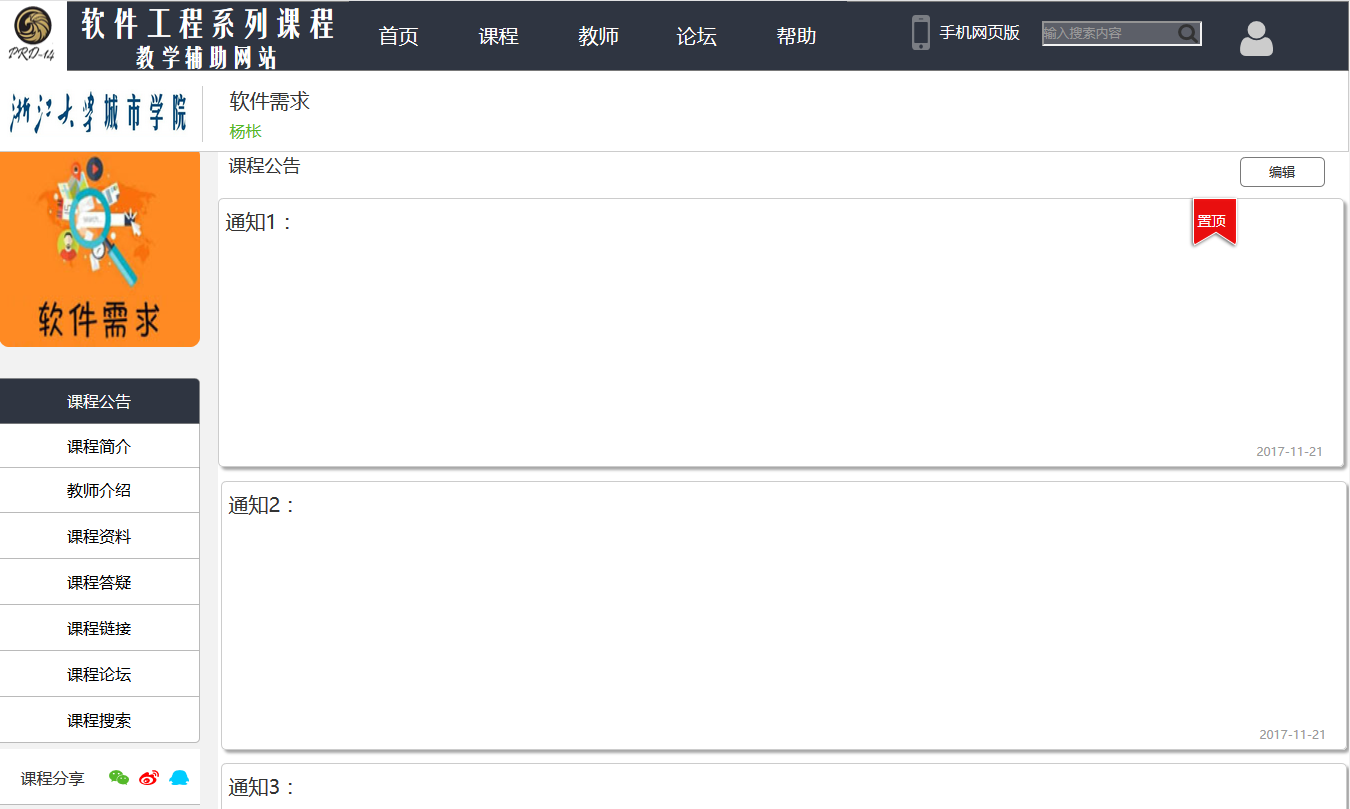 PRD-14
软件工程系列课程
教学辅助网站
首页
课程
教师
论坛
帮助
手机网页版
输入搜索内容
浙江大学城市学院
软件需求
杨枨
课程公告
编辑
软件需求
通知1：
置顶
2017-11-21
课程公告
课程简介
教师介绍
课程资料
课程答疑
课程链接
课程论坛
课程搜索
通知2：
2017-11-21
课程分享
通知3：